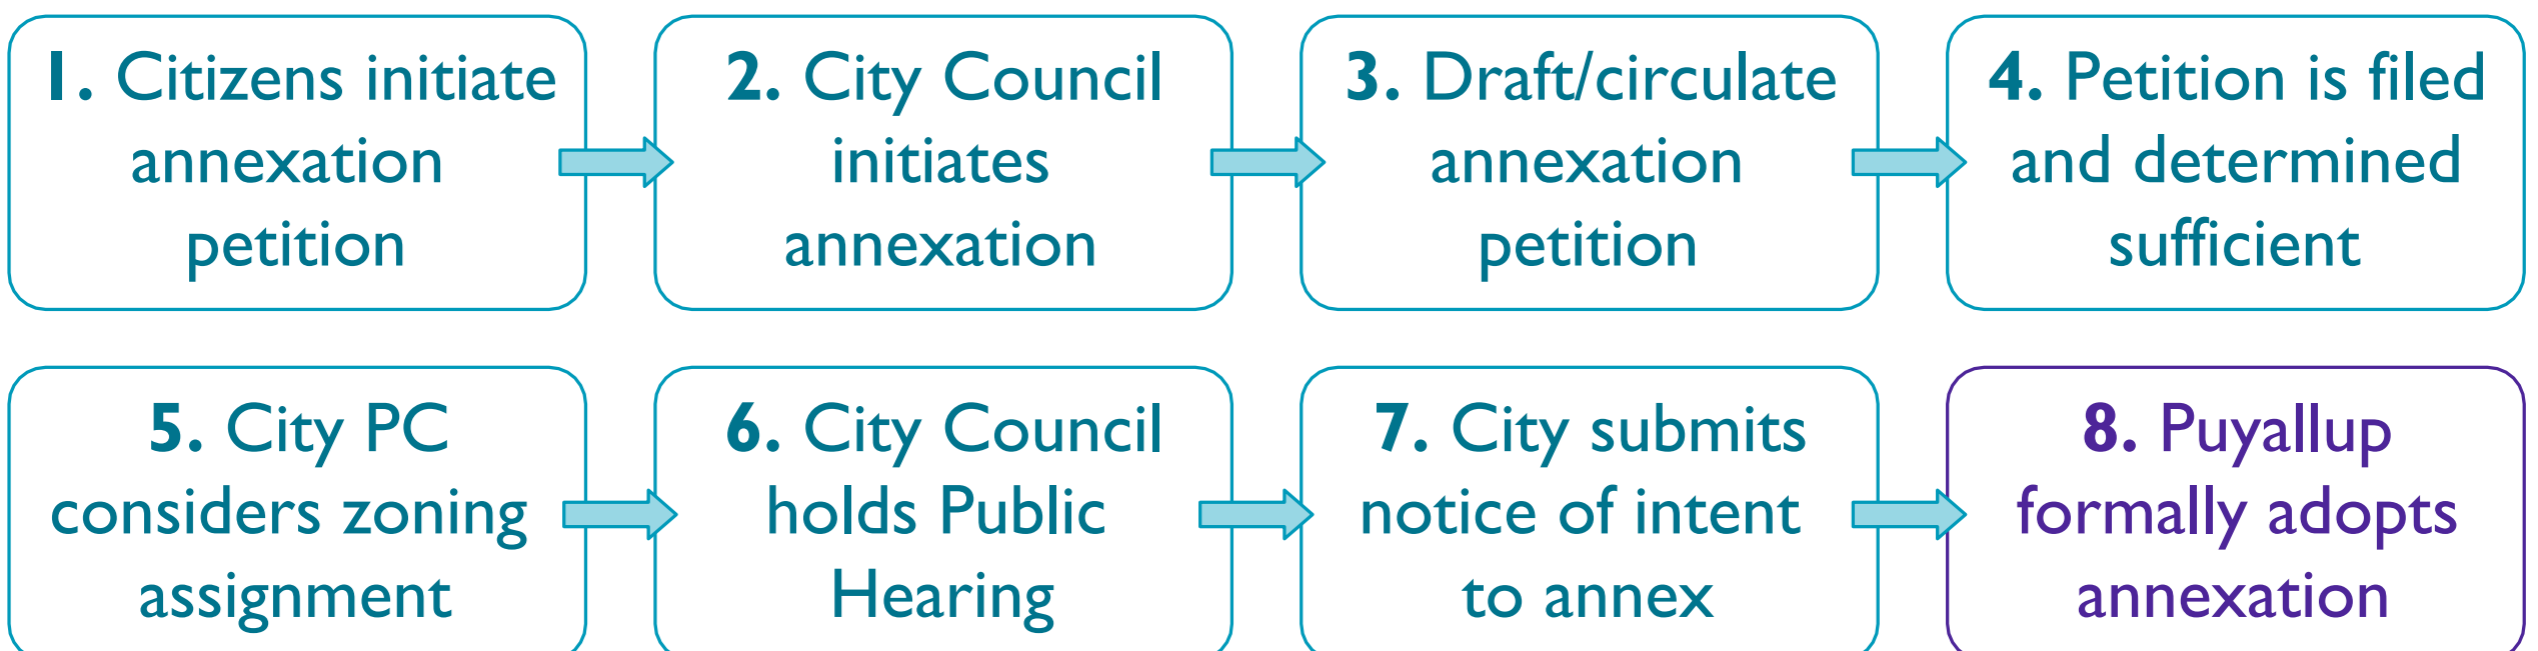 1. Citizens initiate
annexation
petition
2. City Council
initiates
annexation
3. Draft/circulate
annexation
petition
4. Petition is filed
and determined
sufficient
5. City PC
considers zoning
assignment
6. City Council
holds Public
Hearing
7. City submits
notice of intent
to annex
8. Puyallup
formally adopts
annexation